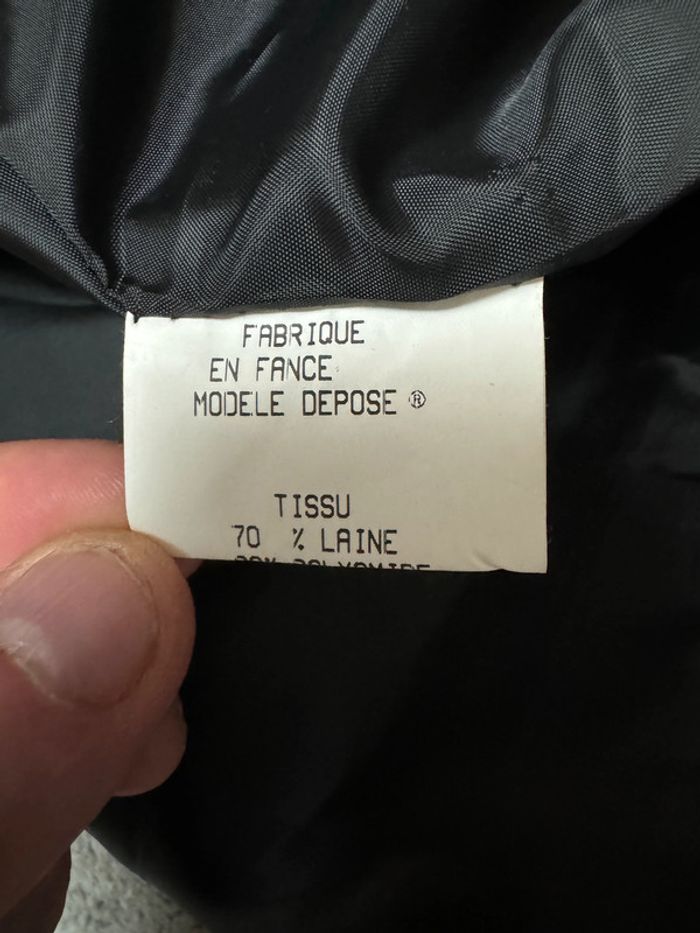 FABRIQUE
EN FANCE
MODELE DEPOSE ®
TISSU
70 % LAINE